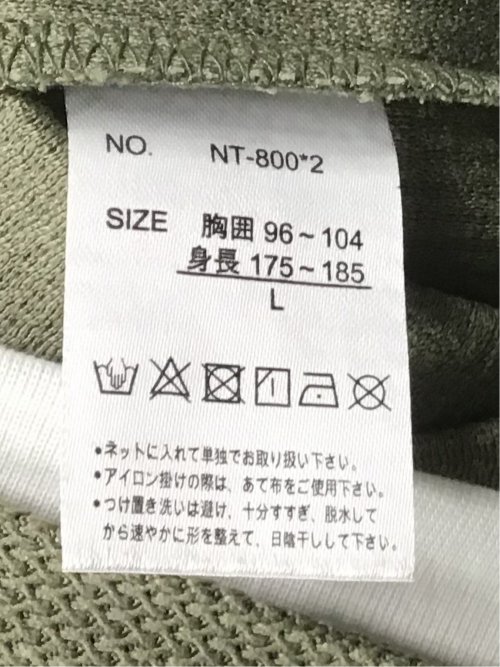 NO. NT-800*2
SIZE 胸囲 96～104
身長 175～185
L
•ネットに入れて単独でお取り扱い下さい。
•アイロン掛けの際は、あて布をご使用下さい。
•つけ置き洗いは避け、十分すすぎ、脱水して
から速やかに形を整えて、日陰干しして下さい。